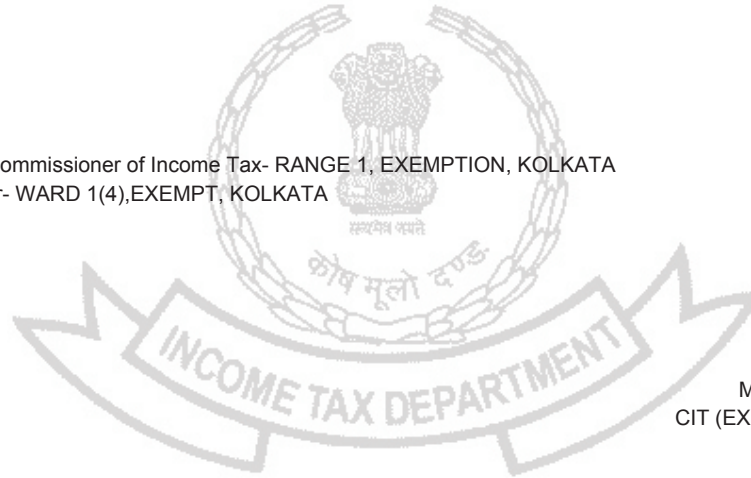 ommissioner of Income Tax- RANGE 1, EXEMPTION, KOLKATA
r- WARD 1(4),EXEMPT, KOLKATA
सत्यमेव जयते
कोष मूलो दण्डः
INCOME TAX DEPARTMENT
M
CIT (EX